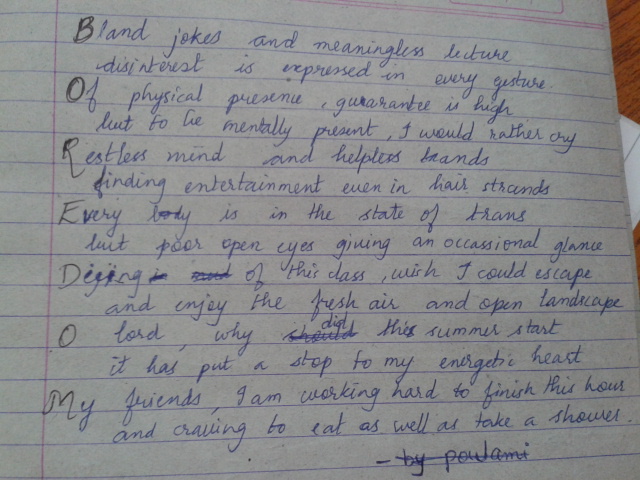 Bland jokes and meaningless lecture
disinterest is expressed in every gesture
Of physical presence, guarantee is high
but to be mentally present, I would rather cry
Restless mind and helpless hands
finding entertainment even in hair strands
Every body is in the state of trans
but poor open eyes giving an occassional glance
Dying of this class, wish I could escape
and enjoy the fresh air and open landscape
O lord, why did this summer start
it has put a stop to my energetic heart
My friends, I am working hard to finish this hour
and craving to eat as well as take a shower.
- by poulami